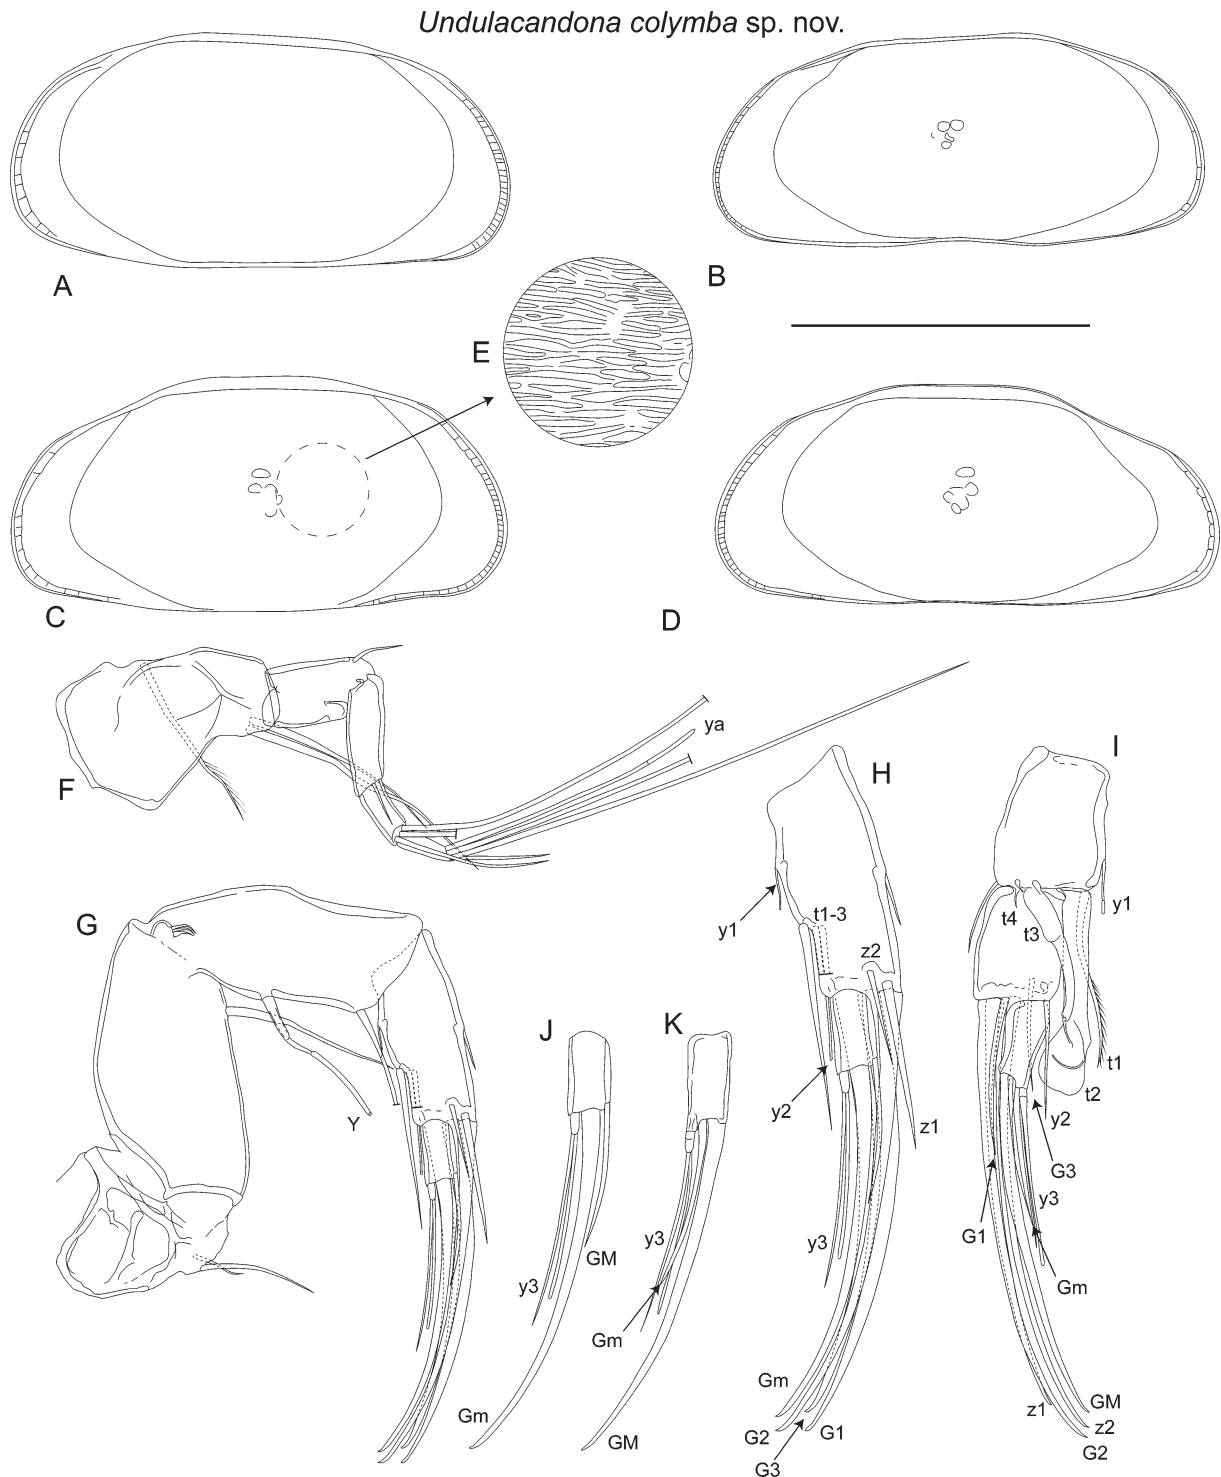 Undulacandona colymba sp. nov.
A
B
E
C
D
ya
F
H
I
y1
t1-3
z2
t4
t3
y1
G
J
K
t1
t2
y2
y2
z1
Y
G3
y3
G1
y3
GM
y3
y3
Gm
Gm
Gm
z1
GM
Gm
G2
G1
z2
GM
G2
G3